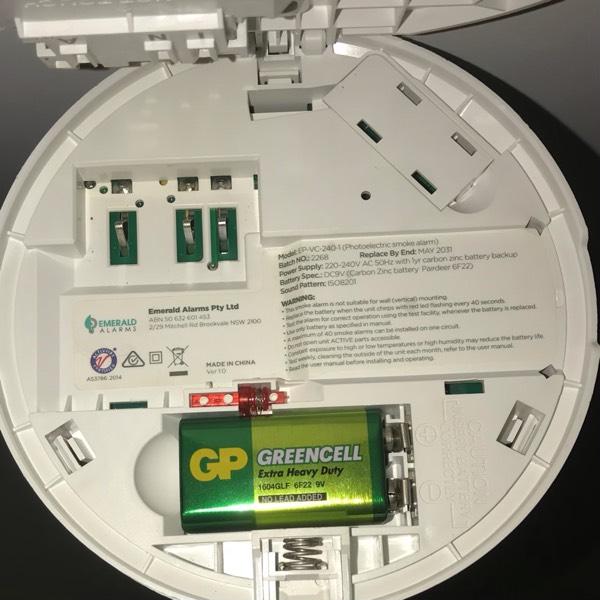 Model: EP-VC-240-1 (Photoelectric smoke alarm)
Batch NO.: 2268 Replace By End: MAY 2031
Power Supply: 220-240V AC 50Hz with 1yr carbon zinc battery backup
Battery Spec.: DC9V (Carbon Zinc battery Pardeer 6F22)
Sound Pattern: ISO8201
WARNING:
• This smoke alarm is not suitable for wall (vertical) mounting.
• Replace the battery when the unit chirps with red led flashing every 40 seconds.
• Test the alarm for correct operation using the test facility, whenever the battery is replaced.
• Use only battery as specified in manual.
• A maximum of 40 smoke alarms can be installed on one circuit.
• Do not open unit ACTIVE parts accessible.
• Constant exposure to high or low temperatures or high humidity may reduce the battery life.
• Test weekly, cleaning the outside of the unit each month, refer to the user manual.
• Read the user manual before installing and operating.
EMERALD
ALARMS
Emerald Alarms Pty Ltd
ABN 50 632 601 453
2/29 Mitchell Rd Brookvale NSW 2100
AS3786:2014
MADE IN CHINA
Ver 1.0
GP GREENCELL
Extra Heavy Duty
1604GLF 6F22 9V
NO LEAD ADDED